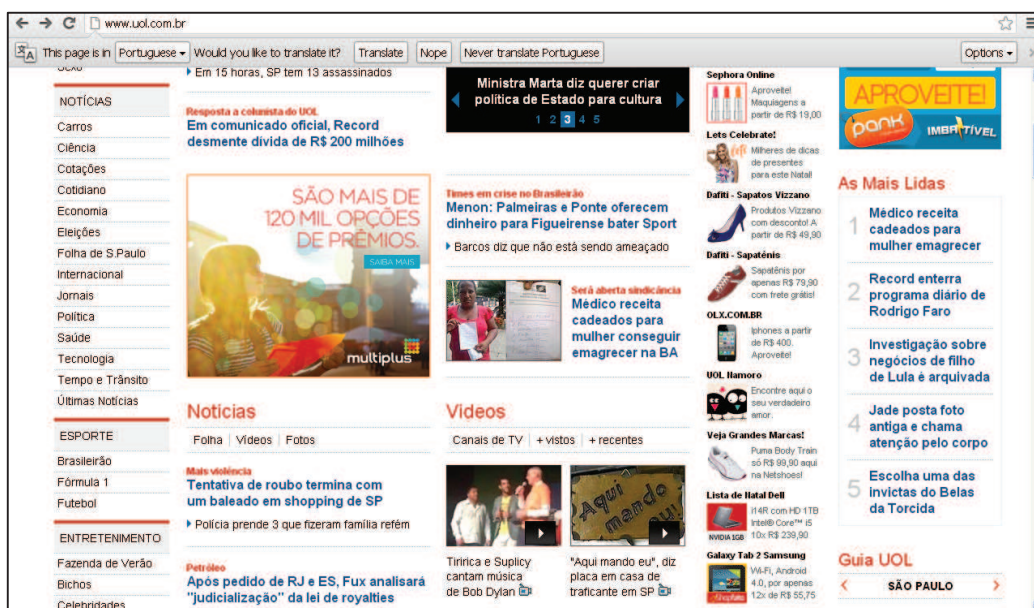 www.uol.com.br
This page is in Portuguese Would you like to translate it? Translate Nope Never translate Portuguese Options
Sexo
NOTÍCIAS
Carros
Ciência
Cotações
Cotidiano
Economia
Eleições
Folha de S.Paulo
Internacional
Jornais
Política
Saúde
Tecnologia
Tempo e Trânsito
Últimas Notícias
ESPORTE
Brasileirão
Fórmula 1
Futebol
ENTRETENIMENTO
Fazenda de Verão
Bichos
Celebridades
Em 15 horas, SP tem 13 assassinados
Resposta a colunista do UOL
Em comunicado oficial, Record
desmente dívida de R$ 200 milhões
SÃO MAIS DE
120 MIL OPÇÕES
DE PRÊMIOS.
SAIBA MAIS
multiplus
Notícias
Folha Vídeos Fotos
Mais violência
Tentativa de roubo termina com
um baleado em shopping de SP
Polícia prende 3 que fizeram família refém
Petróleo
Após pedido de RJ e ES, Fux analisará
"judicialização" da lei de royalties
Ministra Marta diz querer criar
política de Estado para cultura
1 2 3 4 5
Times em crise no Brasileirão
Menon: Palmeiras e Ponte oferecem
dinheiro para Figueirense bater Sport
Barcos diz que não está sendo ameaçado
Será aberta sindicância
Médico receita
cadeados para
mulher conseguir
emagrecer na BA
Vídeos
Canais de TV + vistos + recentes
Aqui
mando
eu!
Tiririca e Suplicy
cantam música
de Bob Dylan
"Aqui mando eu", diz
placa em casa de
traficante em SP
Sephora Online
Aproveite!
Maquiagens a
partir de R$ 19,00
Lets Celebrate!
Milheres de dicas
de presentes
para este Natal!
Dafiti - Sapatos Vizzano
Produtos Vizzano
com desconto! A
partir de R$ 49,90
Dafiti - Sapatênis
Sapatênis por
apenas R$ 79,90
com frete grátis!
OLX.COM.BR
Iphones a partir
de R$ 400.
Aproveite!
UOL Namoro
Encontre aqui o
seu verdadeiro
amor.
Veja Grandes Marcas!
Puma Body Train
só R$ 99,90 aqui
na Netshoes!
Lista de Natal Dell
I14R com HD 1TB
Intel® Core™ i5
10x R$ 239,90
NVIDIA 1GB
Galaxy Tab 2 Samsung
Wi-Fi, Android
4.0, por apenas
12x de R$ 55,75
APROVEITE!
pank IMBATÍVEL
As Mais Lidas
1 Médico receita
cadeados para
mulher emagrecer
2 Record enterra
programa diário de
Rodrigo Faro
3 Investigação sobre
negócios de filho
de Lula é arquivada
4 Jade posta foto
antiga e chama
atenção pelo corpo
5 Escolha uma das
invictas do Belas
da Torcida
Guia UOL
SÃO PAULO